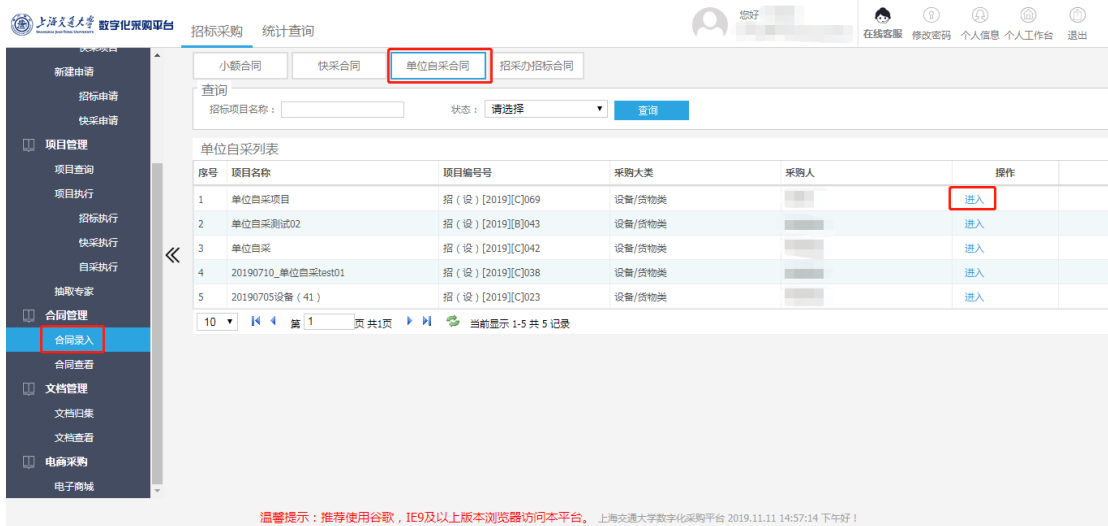 上海交通大学 数字化采购平台
招标采购 统计查询
您好
在线客服 修改密码 个人信息 个人工作台 退出
快采项目
新建申请
招标申请
快采申请
项目管理
项目查询
项目执行
招标执行
快采执行
自采执行
抽取专家
合同管理
合同录入
合同查看
文档管理
文档归集
文档查看
电商采购
电子商城
小额合同 快采合同 单位自采合同 招采办招标合同
查询
招标项目名称： 状态： 请选择 查询
单位自采列表
序号 项目名称 项目编号号 采购大类 采购人 操作
1 单位自采项目 招（设）[2019][C]069 设备/货物类 进入
2 单位自采测试02 招（设）[2019][B]043 设备/货物类 进入
3 单位自采 招（设）[2019][C]042 设备/货物类 进入
4 20190710_单位自采test01 招（设）[2019][C]038 设备/货物类 进入
5 20190705设备（41） 招（设）[2019][C]023 设备/货物类 进入
10 第 1 页 共1页 当前显示 1-5 共 5 记录
温馨提示：推荐使用谷歌，IE9及以上版本浏览器访问本平台。 上海交通大学数字化采购平台 2019.11.11 14:57:14 下午好！